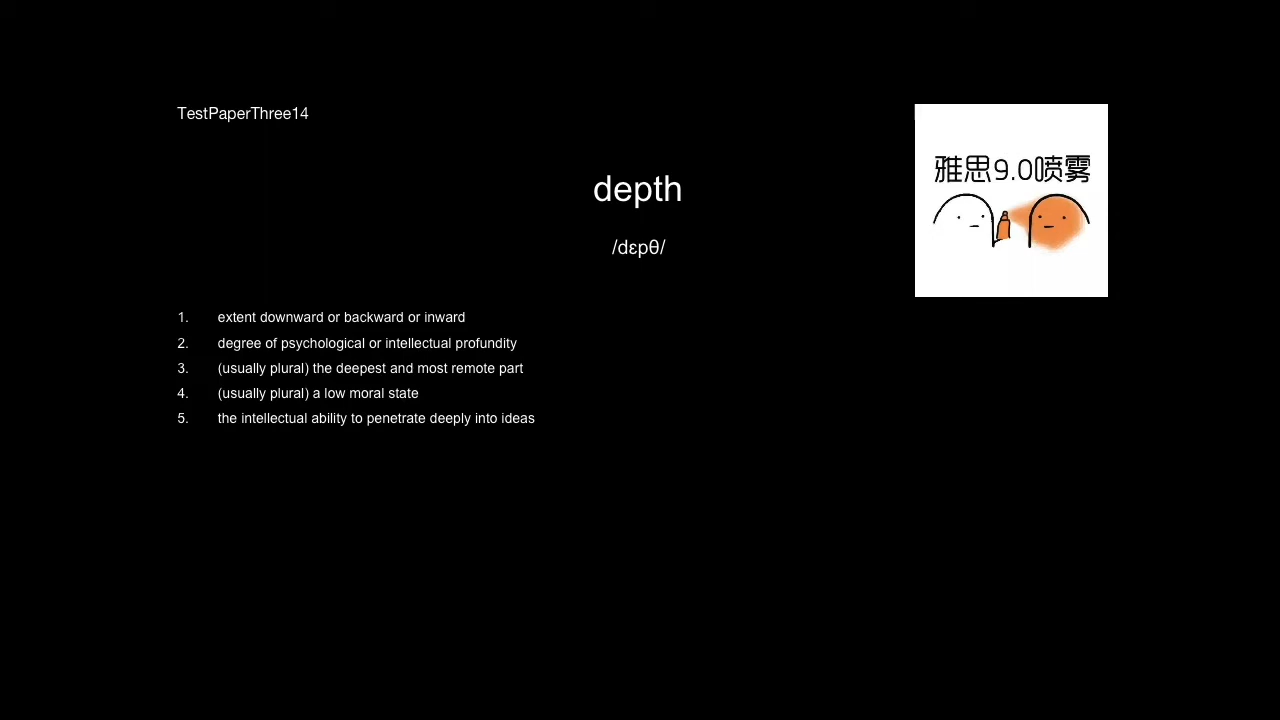 TestPaperThree14
雅思9.0喷雾
depth
/dɛpθ/
1. extent downward or backward or inward
2. degree of psychological or intellectual profundity
3. (usually plural) the deepest and most remote part
4. (usually plural) a low moral state
5. the intellectual ability to penetrate deeply into ideas